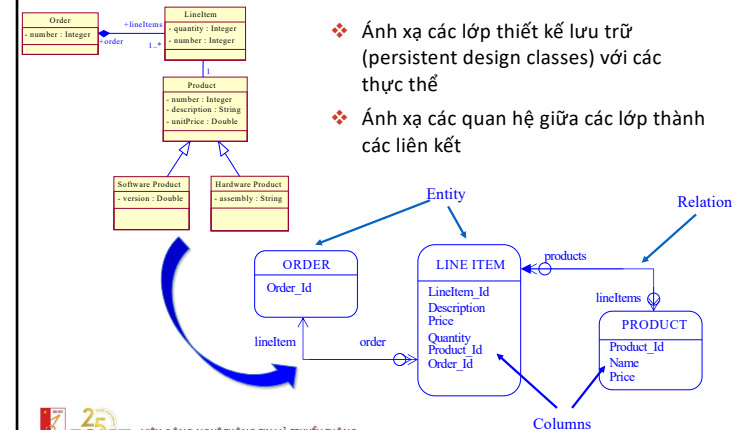 Order
- number : Integer
+lineItems
+order
1..*
LineItem
- quantity : Integer
- number : Integer
1
Product
- number : Integer
- description : String
- unitPrice : Double
Software Product
- version : Double
Hardware Product
- assembly : String
❖ Ánh xạ các lớp thiết kế lưu trữ
(persistent design classes) với các
thực thể
❖ Ánh xạ các quan hệ giữa các lớp thành
các liên kết
Entity
Relation
ORDER
Order_Id
LINE ITEM
LineItem_Id
Description
Price
Quantity
Product_Id
Order_Id
products
lineItems
PRODUCT
Product_Id
Name
Price
lineItem
order
Columns
25